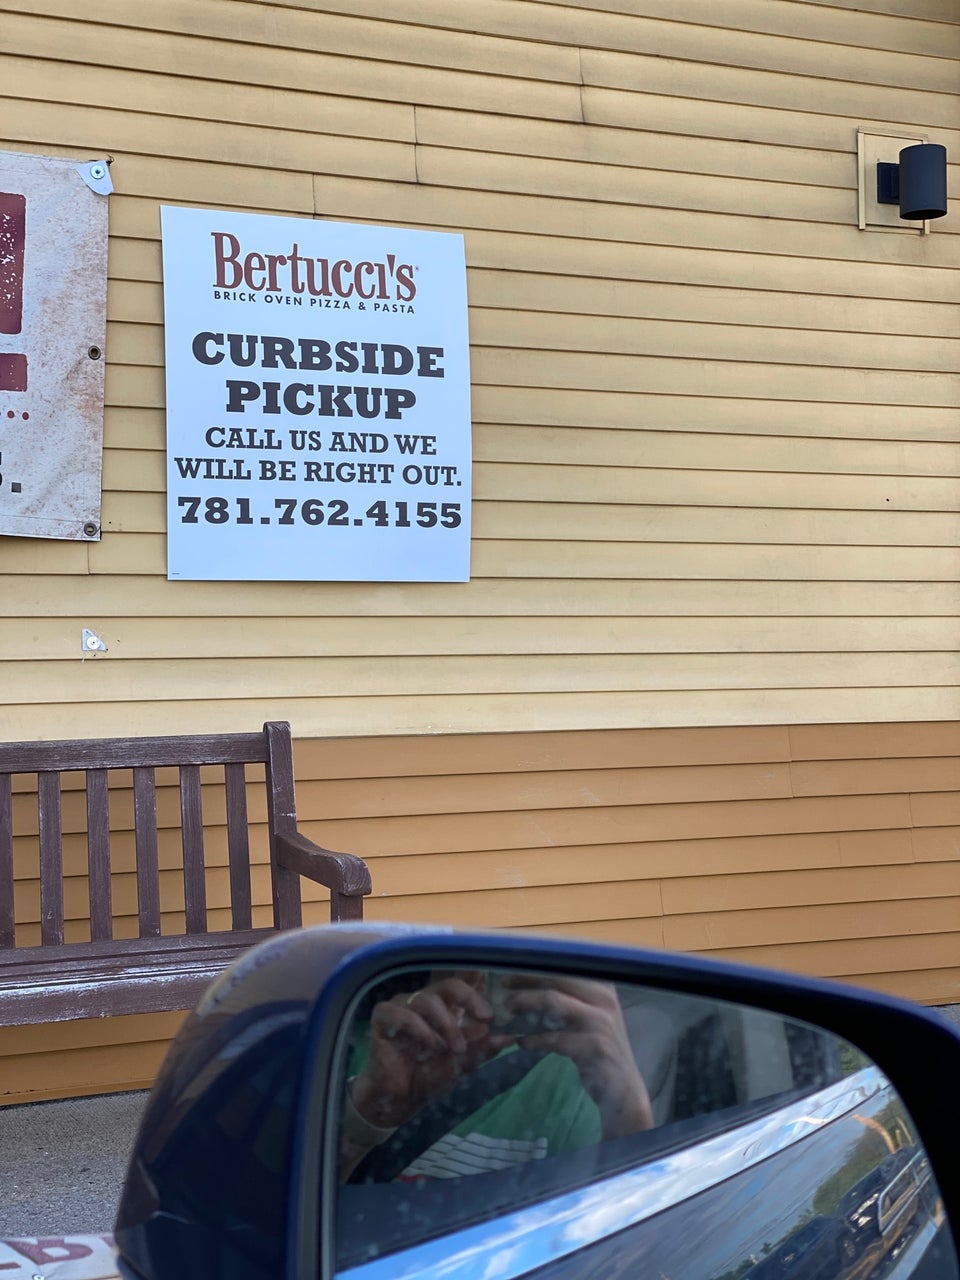 Bertucci's
BRICK OVEN PIZZA & PASTA
CURBSIDE
PICKUP
CALL US AND WE
WILL BE RIGHT OUT.
781.762.4155